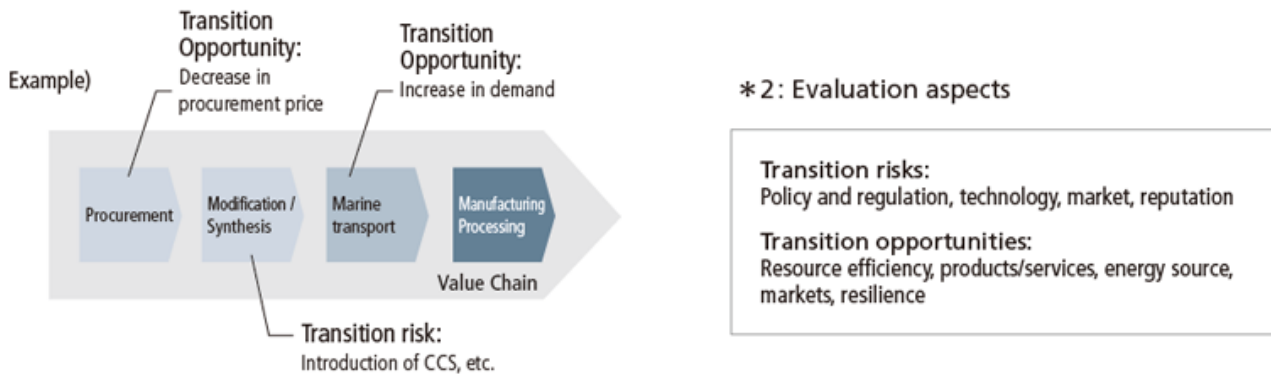 Example)
Transition
Opportunity:
Decrease in
procurement price
Transition
Opportunity:
Increase in demand
Procurement
Modification /
Synthesis
Marine
transport
Manufacturing
Processing
Value Chain
Transition risk:
Introduction of CCS, etc.
*2: Evaluation aspects
Transition risks:
Policy and regulation, technology, market, reputation
Transition opportunities:
Resource efficiency, products/services, energy source,
markets, resilience